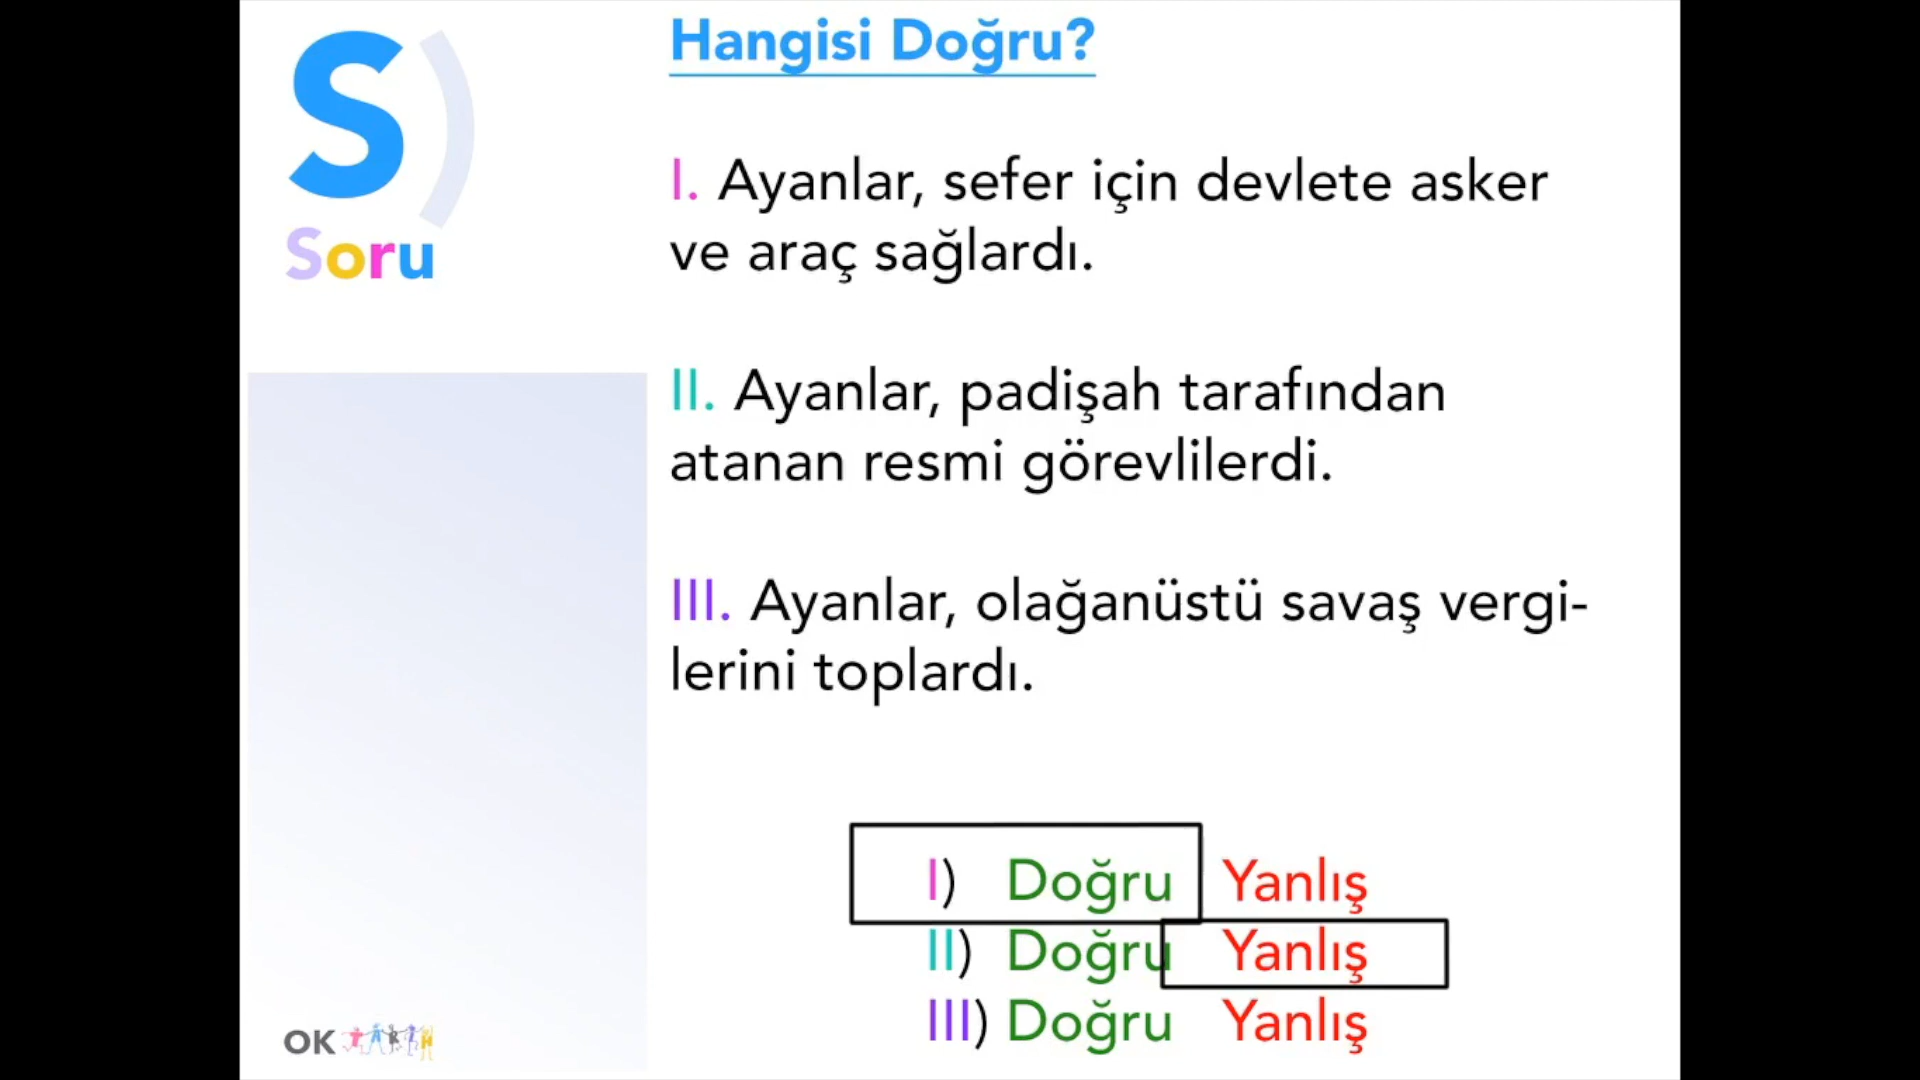 S)
Soru
Hangisi Doğru?
I. Ayanlar, sefer için devlete asker
ve araç sağlardı.
II. Ayanlar, padişah tarafından
atanan resmi görevlilerdi.
III. Ayanlar, olağanüstü savaş vergi-
lerini toplardı.
I) Doğru Yanlış
II) Doğru Yanlış
III) Doğru Yanlış
OK TARİH